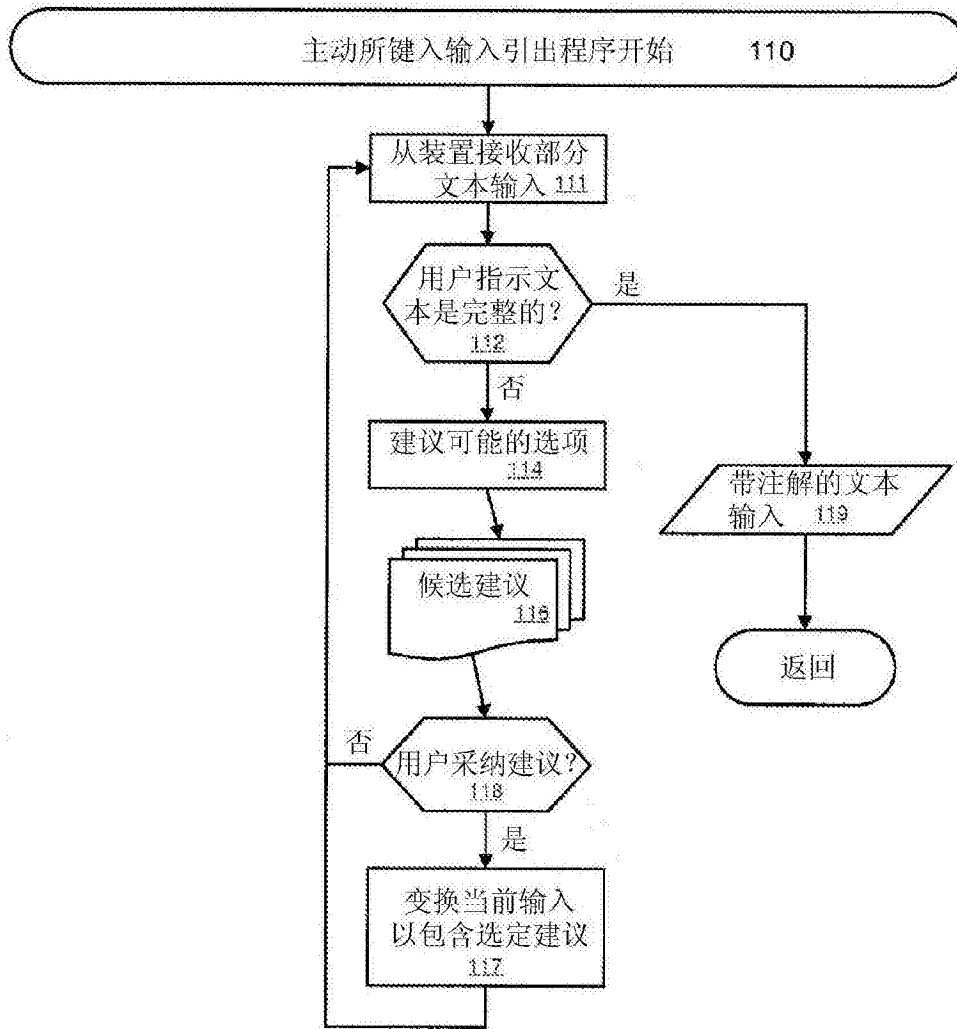 主动所键入输入引出程序开始 110
从装置接收部分
文本输入 111
用户指示文
本是完整的?
112
是
否
建议可能的选项
114
带注解的文本
输入 119
候选建议
116
返回
否
用户采纳建议?
118
是
变换当前输入
以包含选定建议
117